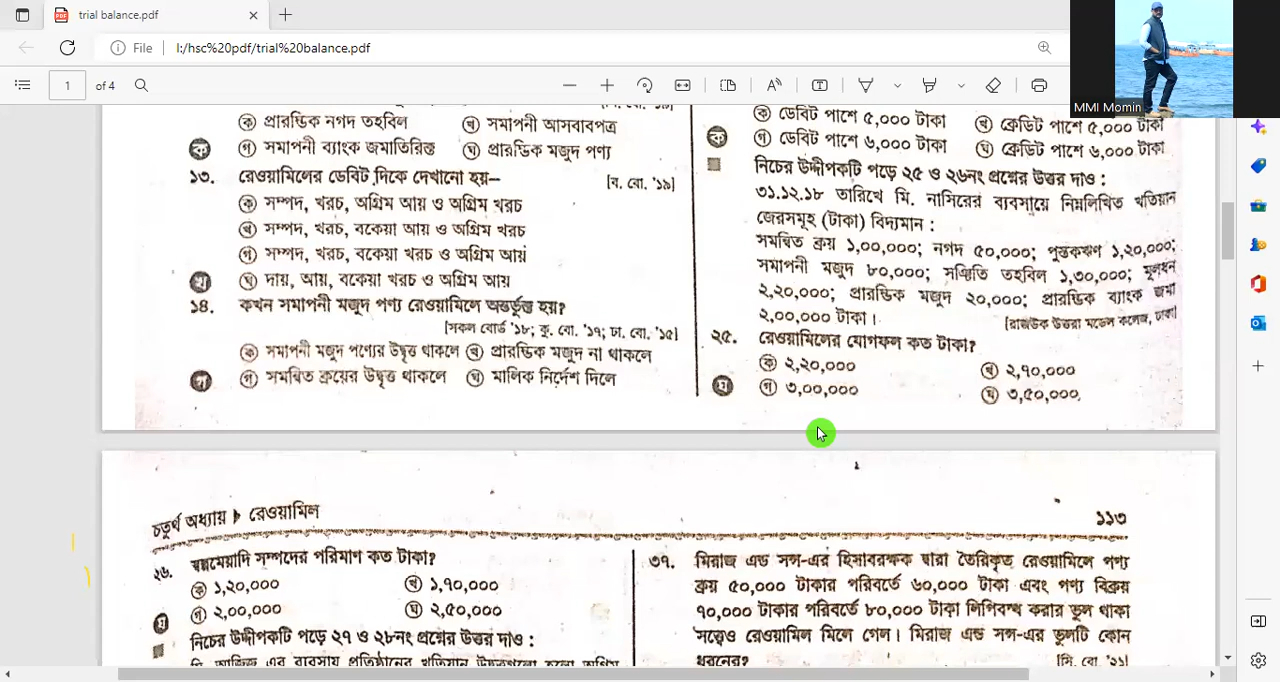 trial balance.pdf
File
I:/hsc%20pdf/trial%20balance.pdf
1 of 4
MMI Momin
ক প্রারম্ভিক নগদ তহবিল
খ সমাপনী আসবাবপত্র
ক
গ সমাপনী ব্যাংক জমাতিরিক্ত
ঘ প্রারম্ভিক মজুদ পণ্য
১৩. রেওয়ামিলের ডেবিট দিকে দেখানো হয়–
[ব. বো. '১৯]
ক সম্পদ, খরচ, অগ্রিম আয় ও অগ্রিম খরচ
খ সম্পদ, খরচ, বকেয়া আয় ও অগ্রিম খরচ
গ সম্পদ, খরচ, বকেয়া খরচ ও অগ্রিম আয়
খ
ঘ দায়, আয়, বকেয়া খরচ ও অগ্রিম আয়
১৪. কখন সমাপনী মজুদ পণ্য রেওয়ামিলে অন্তর্ভুক্ত হয়?
[সকল বোর্ড '১৮; কু. বো. '১৭; ঢা. বো. '১৫]
ক সমাপনী মজুদ পণ্যের উদ্বৃত্ত থাকলে
খ প্রারম্ভিক মজুদ না থাকলে
গ
গ সমন্বিত ক্রয়ের উদ্বৃত্ত থাকলে
ঘ মালিক নির্দেশ দিলে
ক ডেবিট পাশে ৫,০০০ টাকা
খ ক্রেডিট পাশে ৫,০০০ টাকা
ক
গ ডেবিট পাশে ৬,০০০ টাকা
ঘ ক্রেডিট পাশে ৬,০০০ টাকা
নিচের উদ্দীপকটি পড়ে ২৫ ও ২৬নং প্রশ্নের উত্তর দাও :
৩১.১২.১৮ তারিখে মি. নাসিরের ব্যবসায়ে নিম্নলিখিত খতিয়ান
জেরসমূহ (টাকা) বিদ্যমান :
সমন্বিত ক্রয় ১,০০,০০০; নগদ ৫০,০০০; পুস্তকঋণ ১,২০,০০০;
সমাপনী মজুদ ৮০,০০০; সঞ্চিতি তহবিল ১,৩০,০০০; মূলধন
২,২০,০০০; প্রারম্ভিক মজুদ ২০,০০০; প্রারম্ভিক ব্যাংক জমা
২,০০,০০০ টাকা।
[রাজউক উত্তরা মডেল কলেজ, ঢাকা]
২৫. রেওয়ামিলের যোগফল কত টাকা?
ক ২,২০,০০০
খ ২,৭০,০০০
ঘ
গ ৩,০০,০০০
ঘ ৩,৫০,০০০
চতুর্থ অধ্যায় ▶ রেওয়ামিল
১১৩
২৬. স্বল্পমেয়াদি সম্পদের পরিমাণ কত টাকা?
ক ১,২০,০০০
খ ১,৭০,০০০
ঘ
গ ২,০০,০০০
ঘ ২,৫০,০০০
নিচের উদ্দীপকটি পড়ে ২৭ ও ২৮নং প্রশ্নের উত্তর দাও :
৩৭. মিরাজ এন্ড সন্স-এর হিসাবরক্ষক দ্বারা তৈরিকৃত রেওয়ামিলে পণ্য
ক্রয় ৫০,০০০ টাকার পরিবর্তে ৬০,০০০ টাকা এবং পণ্য বিক্রয়
৭০,০০০ টাকার পরিবর্তে ৮০,০০০ টাকা লিপিবদ্ধ করার ভুল থাকা
সত্ত্বেও রেওয়ামিল মিলে গেল। মিরাজ এন্ড সন্স-এর ভুলটি কোন
ধরনের?
[সি. বো. '২১]